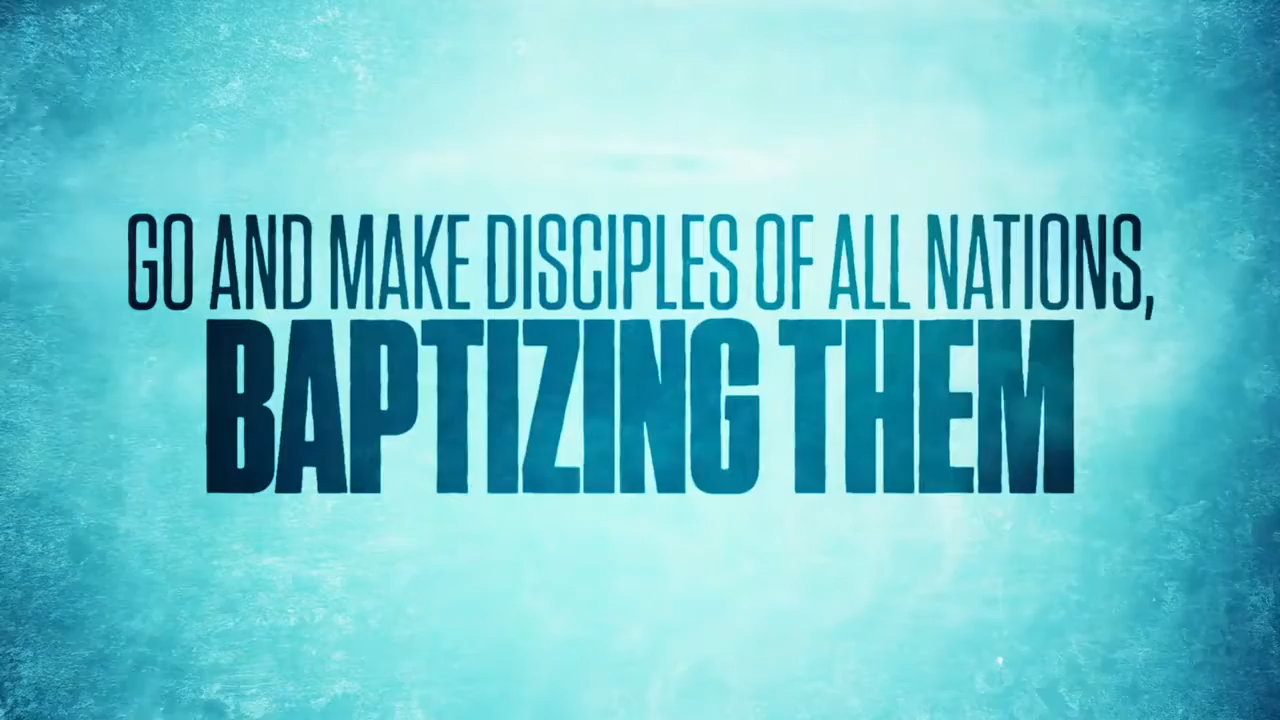 GO AND MAKE DISCIPLES OF ALL NATIONS,
BAPTIZING THEM